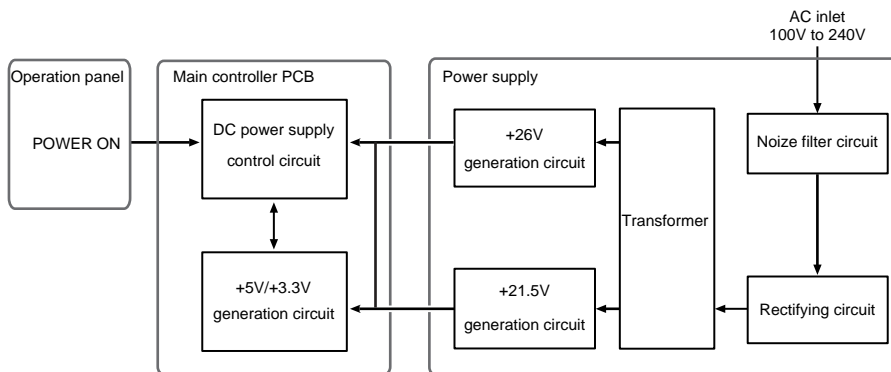 AC inlet
100V to 240V
Operation panel
Main controller PCB
Power supply
POWER ON
DC power supply
control circuit
+26V
generation circuit
Noize filter circuit
Transformer
+5V/+3.3V
generation circuit
+21.5V
generation circuit
Rectifying circuit